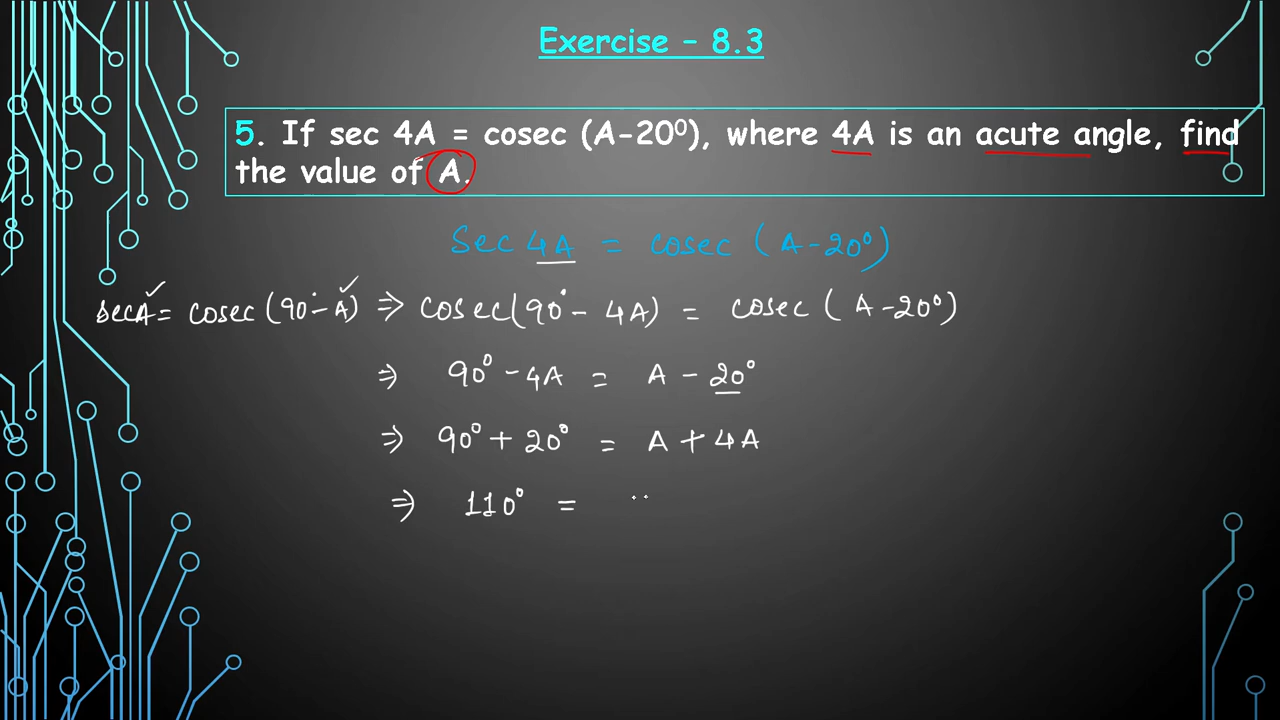 Exercise – 8.3
5. If sec 4A = cosec (A-20⁰), where 4A is an acute angle, find
the value of A.
Sec 4A = cosec (A-20°)
secA = cosec (90°-A) ⇒ cosec(90°- 4A) = cosec (A-20°)
⇒ 90° - 4A = A - 20°
⇒ 90° + 20° = A + 4A
⇒ 110° =